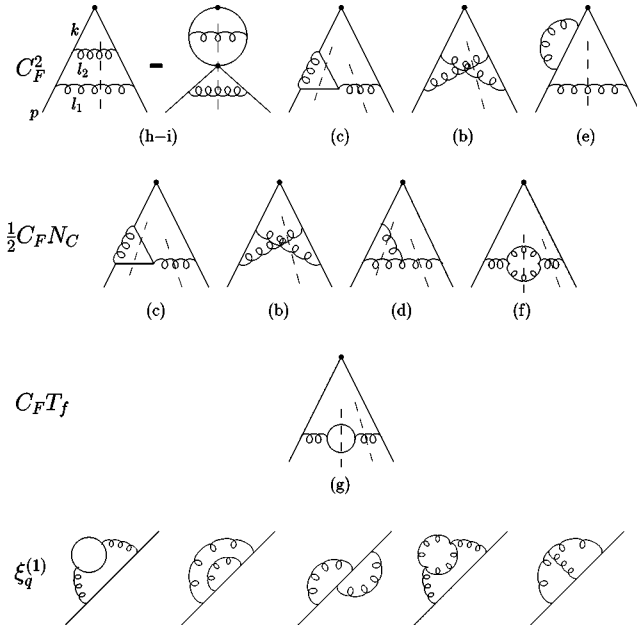 k
C_F^2
l_2
l_1
p
(h-i)
(c)
(b)
(e)
½C_F N_C
(c)
(b)
(d)
(f)
C_F T_f
(g)
ξ_q^(1)